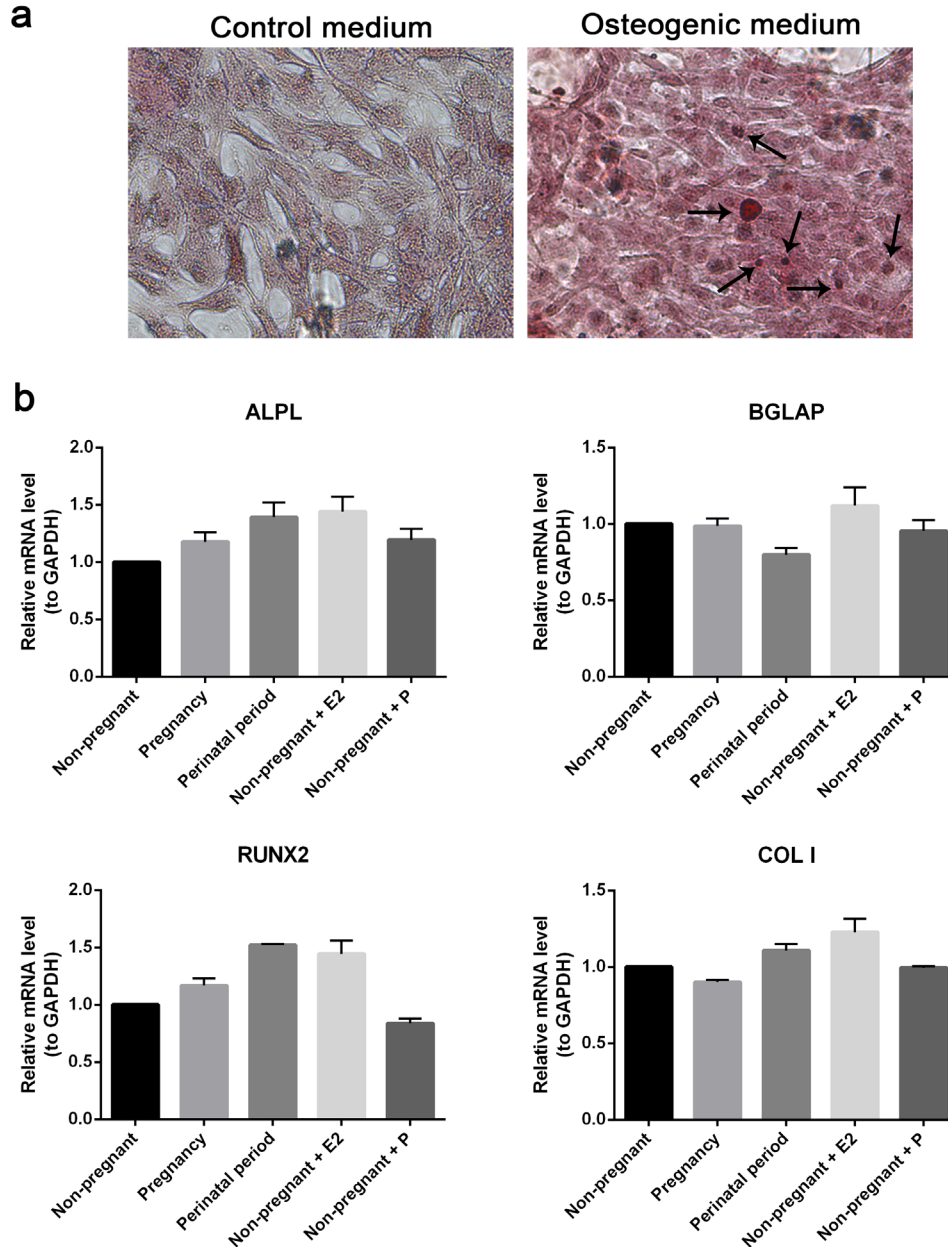 a
Control medium
Osteogenic medium
b
ALPL
Relative mRNA level
(to GAPDH)
2.0
1.5
1.0
0.5
0.0
Non-pregnant
Pregnancy
Perinatal period
Non-pregnant + E2
Non-pregnant + P
BGLAP
Relative mRNA level
(to GAPDH)
1.5
1.0
0.5
0.0
Non-pregnant
Pregnancy
Perinatal period
Non-pregnant + E2
Non-pregnant + P
RUNX2
Relative mRNA level
(to GAPDH)
2.0
1.5
1.0
0.5
0.0
Non-pregnant
Pregnancy
Perinatal period
Non-pregnant + E2
Non-pregnant + P
COL I
Relative mRNA level
(to GAPDH)
1.5
1.0
0.5
0.0
Non-pregnant
Pregnancy
Perinatal period
Non-pregnant + E2
Non-pregnant + P